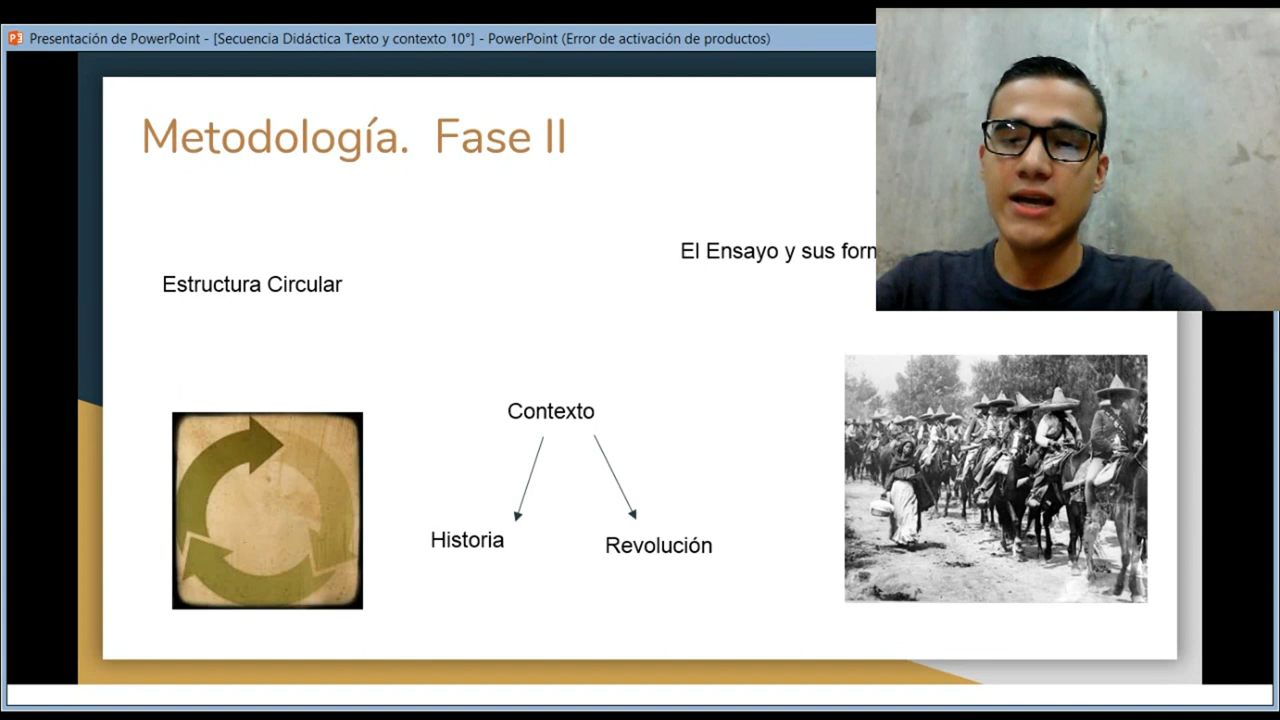 Presentación de PowerPoint - [Secuencia Didáctica Texto y contexto 10°] - PowerPoint (Error de activación de productos)
Metodología. Fase II
El Ensayo y sus
Estructura Circular
Contexto
Historia
Revolución